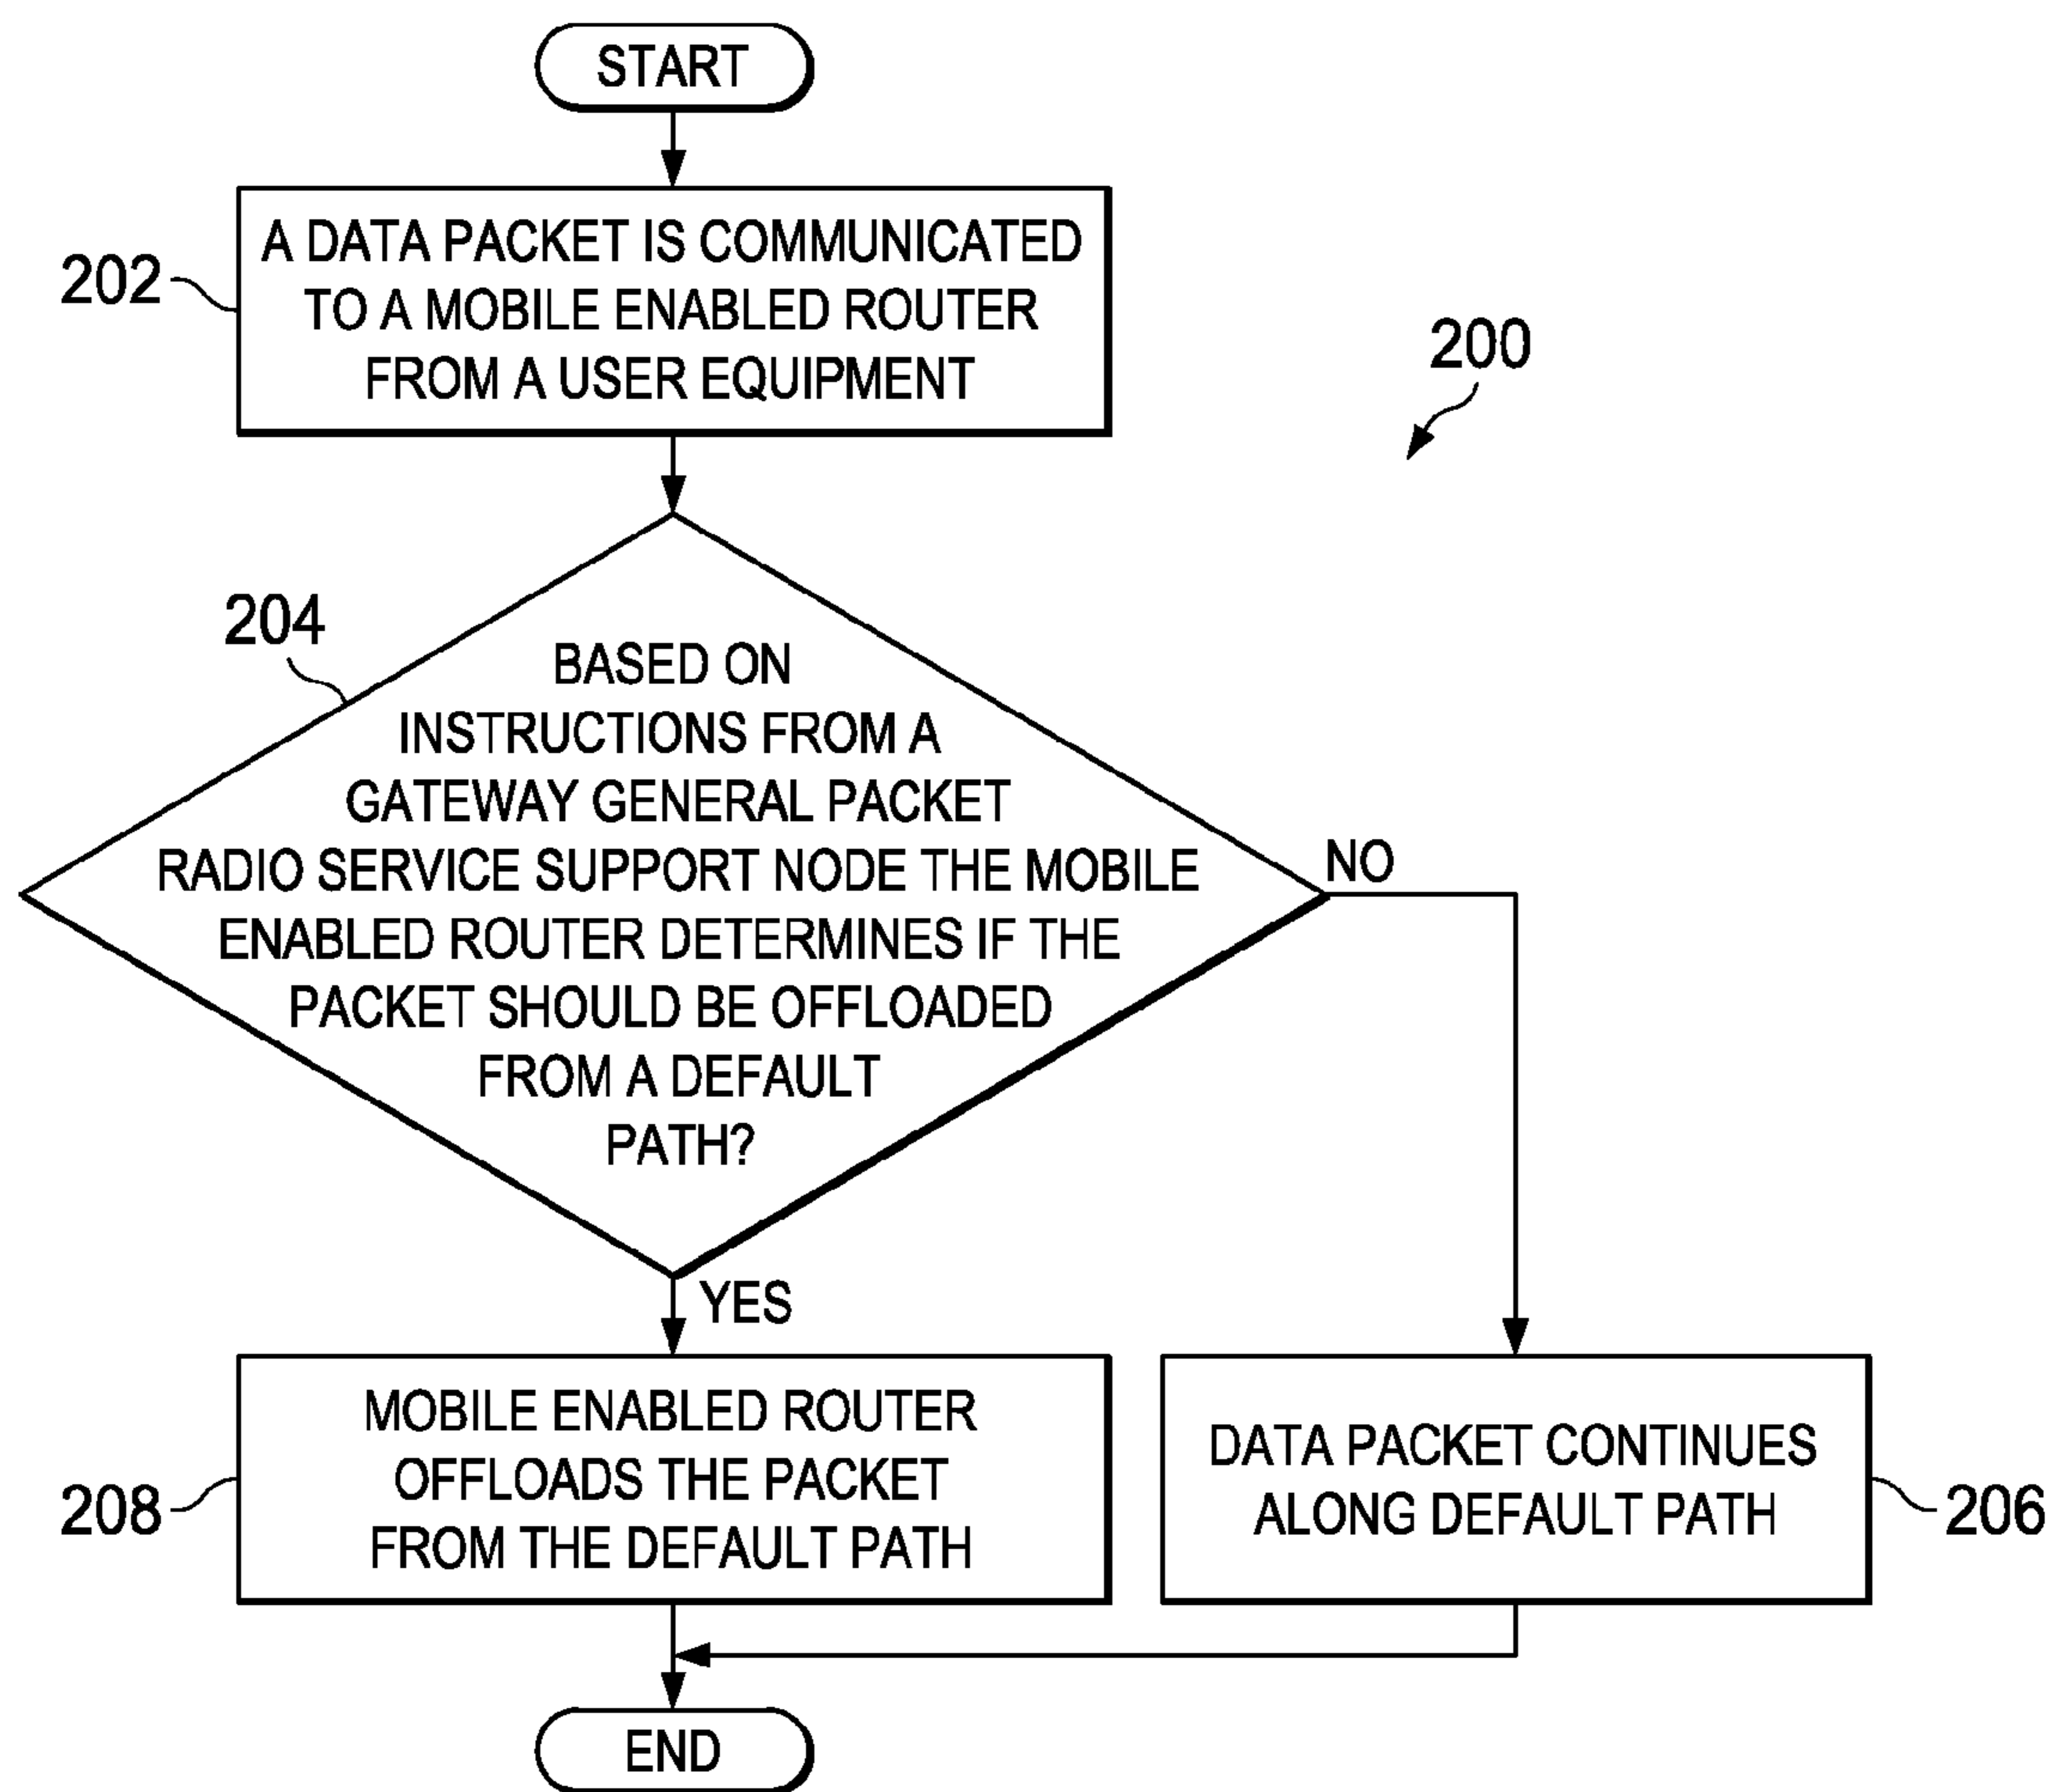 START
202
A DATA PACKET IS COMMUNICATED
TO A MOBILE ENABLED ROUTER
FROM A USER EQUIPMENT
200
204
BASED ON
INSTRUCTIONS FROM A
GATEWAY GENERAL PACKET
RADIO SERVICE SUPPORT NODE THE MOBILE
ENABLED ROUTER DETERMINES IF THE
PACKET SHOULD BE OFFLOADED
FROM A DEFAULT
PATH?
NO
YES
208
MOBILE ENABLED ROUTER
OFFLOADS THE PACKET
FROM THE DEFAULT PATH
DATA PACKET CONTINUES
ALONG DEFAULT PATH
206
END